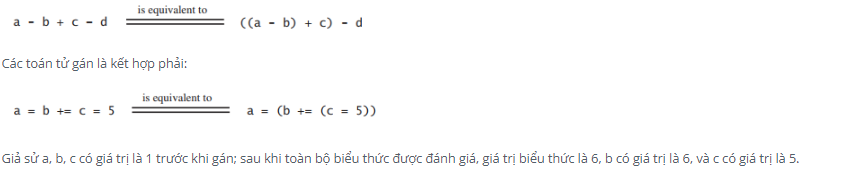 is equivalent to
a - b + c - d ((a - b) + c) - d
Các toán tử gán là kết hợp phải:
is equivalent to
a = b += c = 5 a = (b += (c = 5))
Giả sử a, b, c có giá trị là 1 trước khi gán; sau khi toàn bộ biểu thức được đánh giá, giá trị biểu thức là 6, b có giá trị là 6, và c có giá trị là 5.